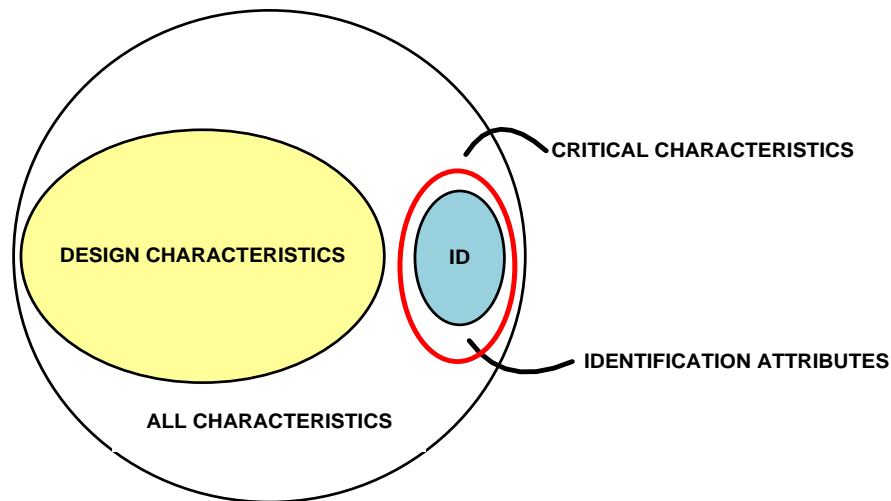 CRITICAL CHARACTERISTICS
DESIGN CHARACTERISTICS
ID
IDENTIFICATION ATTRIBUTES
ALL CHARACTERISTICS